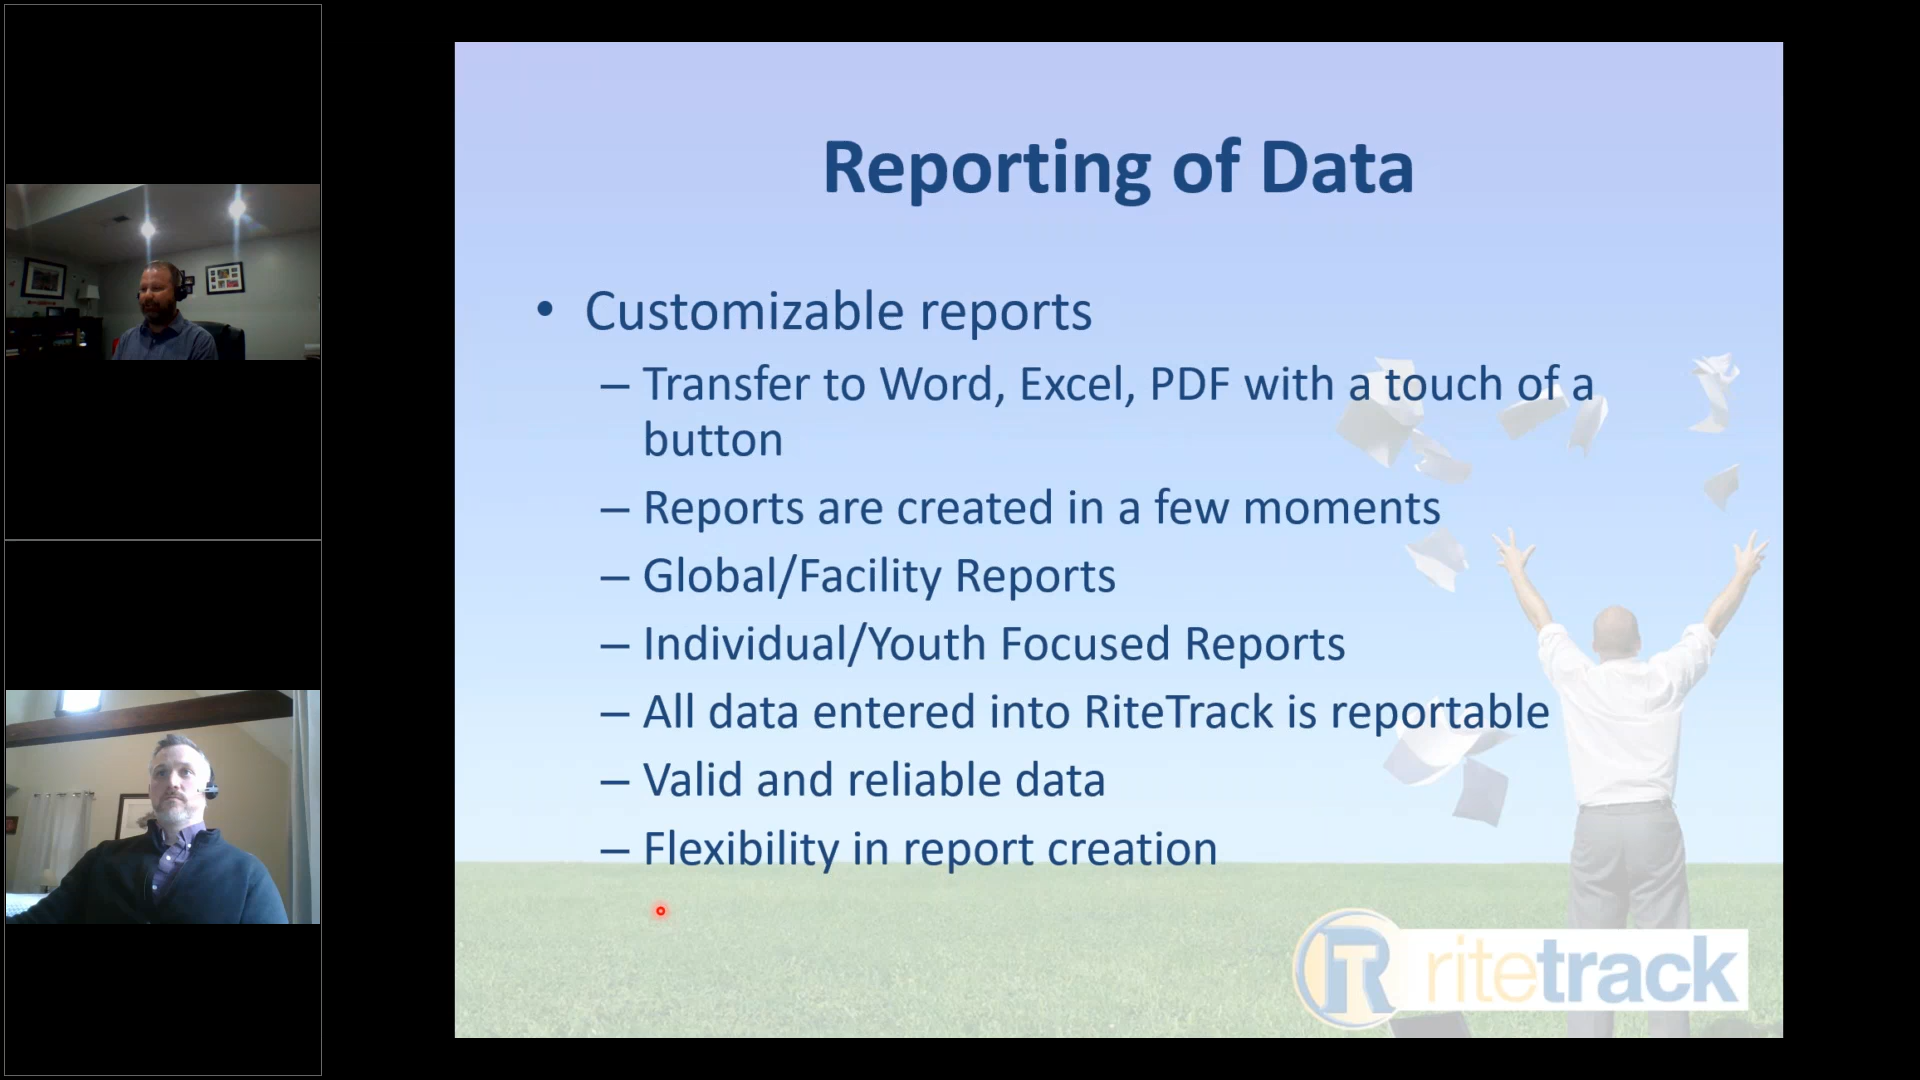 Reporting of Data
• Customizable reports
– Transfer to Word, Excel, PDF with a touch of a
button
– Reports are created in a few moments
– Global/Facility Reports
– Individual/Youth Focused Reports
– All data entered into RiteTrack is reportable
– Valid and reliable data
– Flexibility in report creation
RT ritetrack